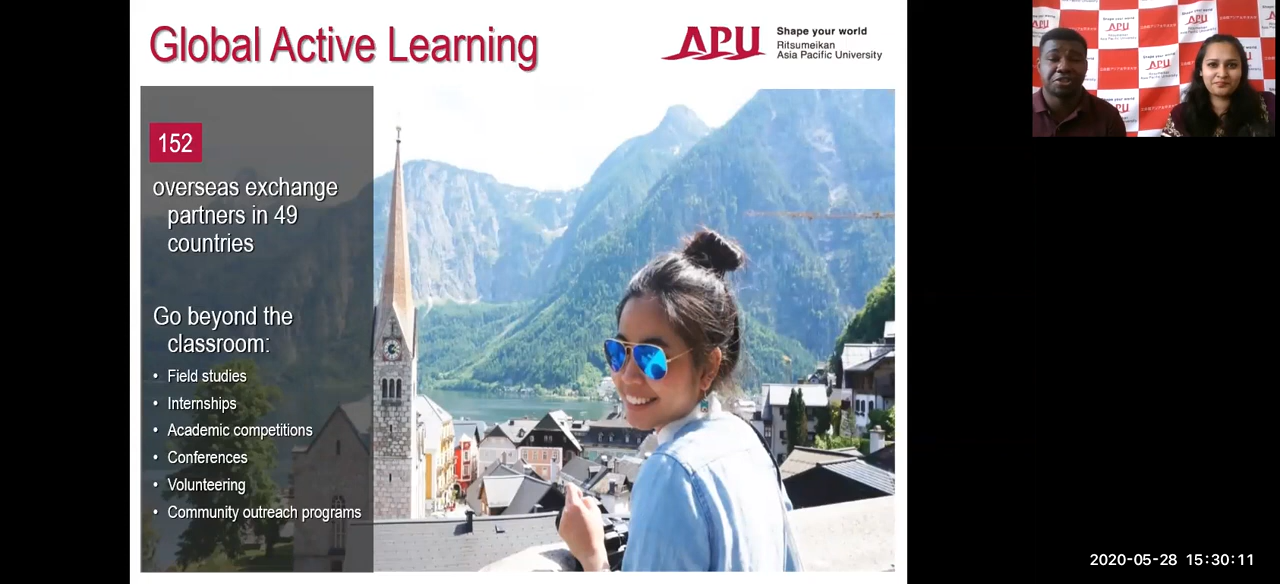 Global Active Learning
APU
Shape your world
Ritsumeikan
Asia Pacific University
152
overseas exchange
partners in 49
countries
Go beyond the
classroom:
• Field studies
• Internships
• Academic competitions
• Conferences
• Volunteering
• Community outreach programs
2020-05-28 15:30:11